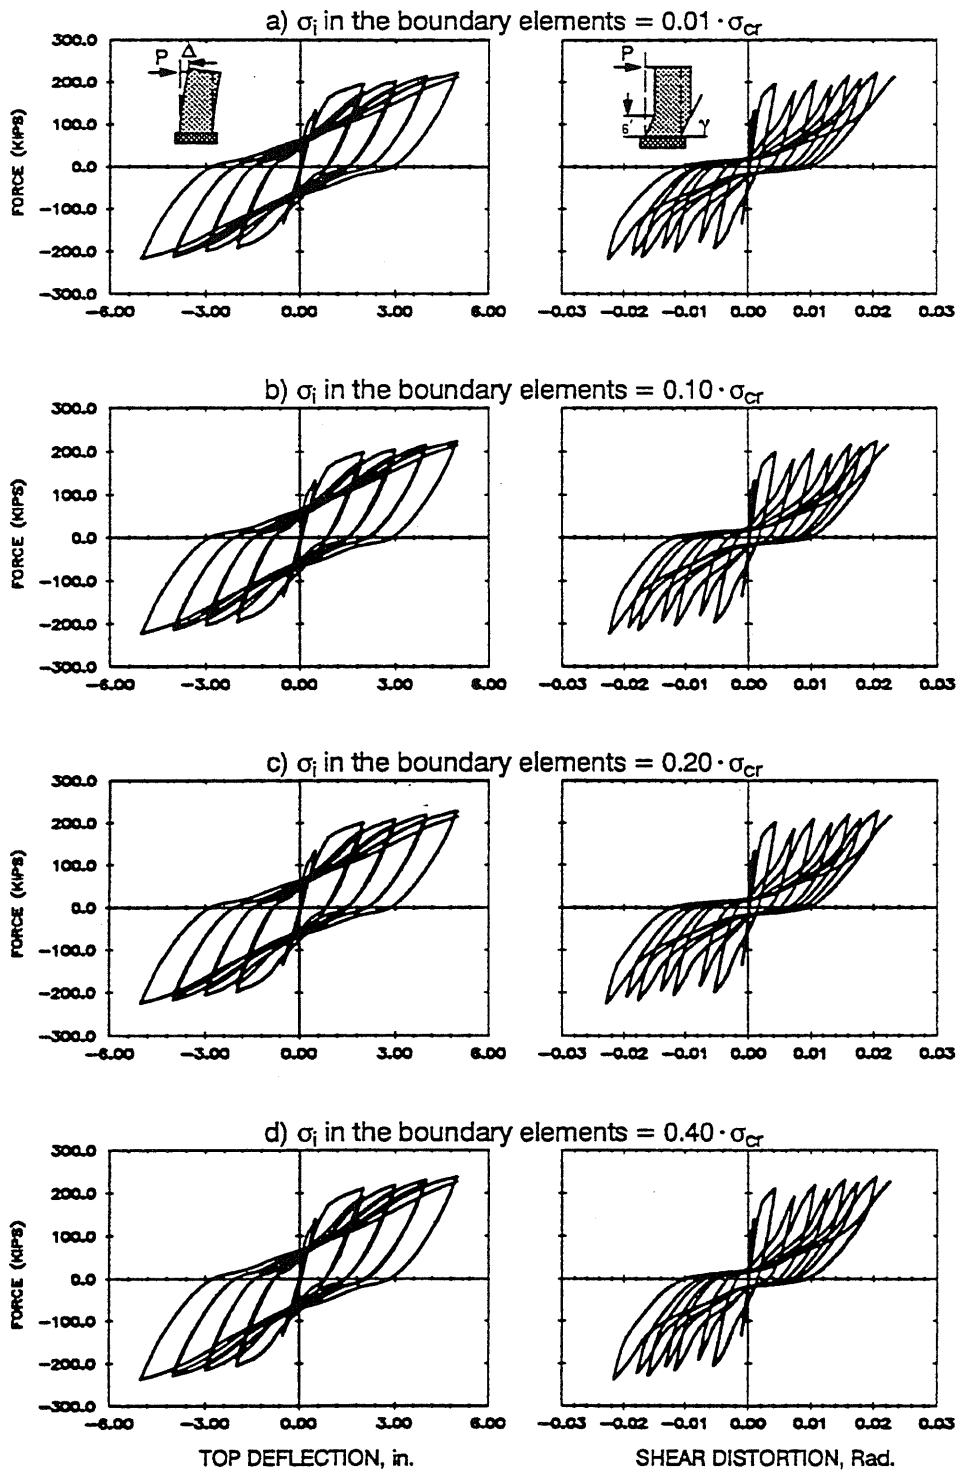 a) σi in the boundary elements = 0.01 · σcr
300.0
200.0
100.0
0.0
−100.0
−200.0
−300.0
FORCE (KIPS)
P Δ
−6.00 −3.00 0.00 3.00 6.00
P
6'
γ
−0.03 −0.02 −0.01 0.00 0.01 0.02 0.03
b) σi in the boundary elements = 0.10 · σcr
300.0
200.0
100.0
0.0
−100.0
−200.0
−300.0
FORCE (KIPS)
−6.00 −3.00 0.00 3.00 6.00
−0.03 −0.02 −0.01 0.00 0.01 0.02 0.03
c) σi in the boundary elements = 0.20 · σcr
300.0
200.0
100.0
0.0
−100.0
−200.0
−300.0
FORCE (KIPS)
−6.00 −3.00 0.00 3.00 6.00
−0.03 −0.02 −0.01 0.00 0.01 0.02 0.03
d) σi in the boundary elements = 0.40 · σcr
300.0
200.0
100.0
0.0
−100.0
−200.0
−300.0
FORCE (KIPS)
−6.00 −3.00 0.00 3.00 6.00
−0.03 −0.02 −0.01 0.00 0.01 0.02 0.03
TOP DEFLECTION, in.
SHEAR DISTORTION, Rad.